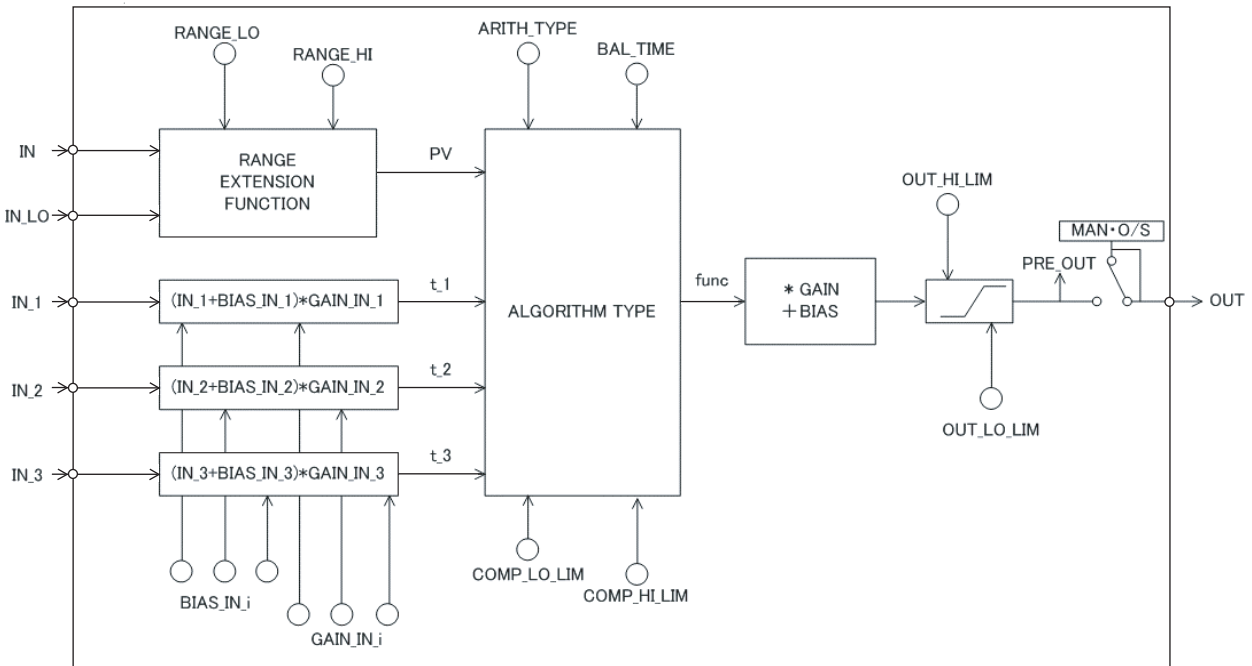 RANGE_LO
RANGE_HI
ARITH_TYPE
BAL_TIME
IN
IN_LO
RANGE
EXTENSION
FUNCTION
PV
OUT_HI_LIM
MAN・O/S
PRE_OUT
IN_1
(IN_1+BIAS_IN_1)*GAIN_IN_1
t_1
ALGORITHM TYPE
func
* GAIN
+BIAS
OUT
IN_2
(IN_2+BIAS_IN_2)*GAIN_IN_2
t_2
OUT_LO_LIM
IN_3
(IN_3+BIAS_IN_3)*GAIN_IN_3
t_3
COMP_LO_LIM
COMP_HI_LIM
BIAS_IN_i
GAIN_IN_i